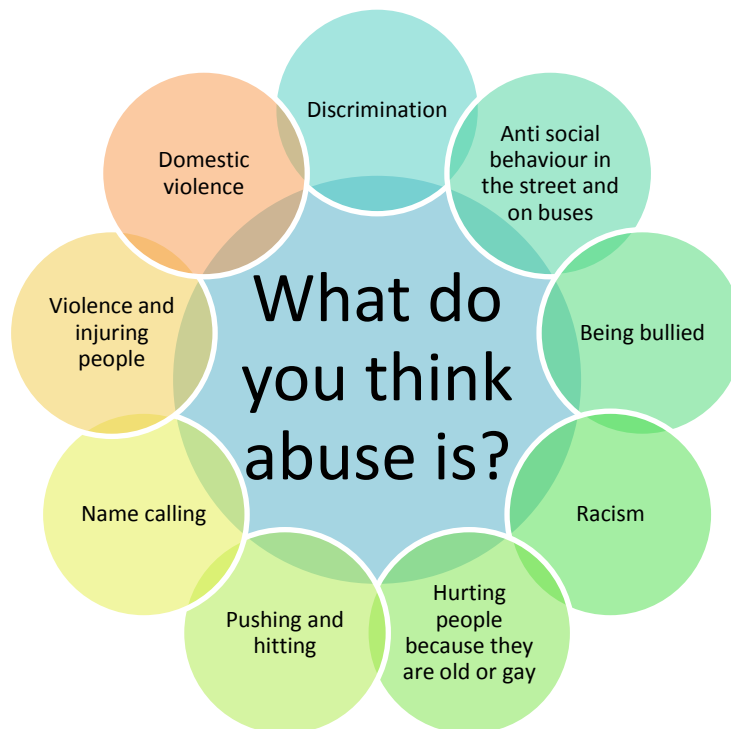 What do
you think
abuse is?
Discrimination
Anti social
behaviour in
the street and
on buses
Being bullied
Racism
Hurting
people
because they
are old or gay
Pushing and
hitting
Name calling
Violence and
injuring
people
Domestic
violence